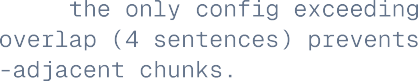 the only config exceeding
overlap (4 sentences) prevents
-adjacent chunks.